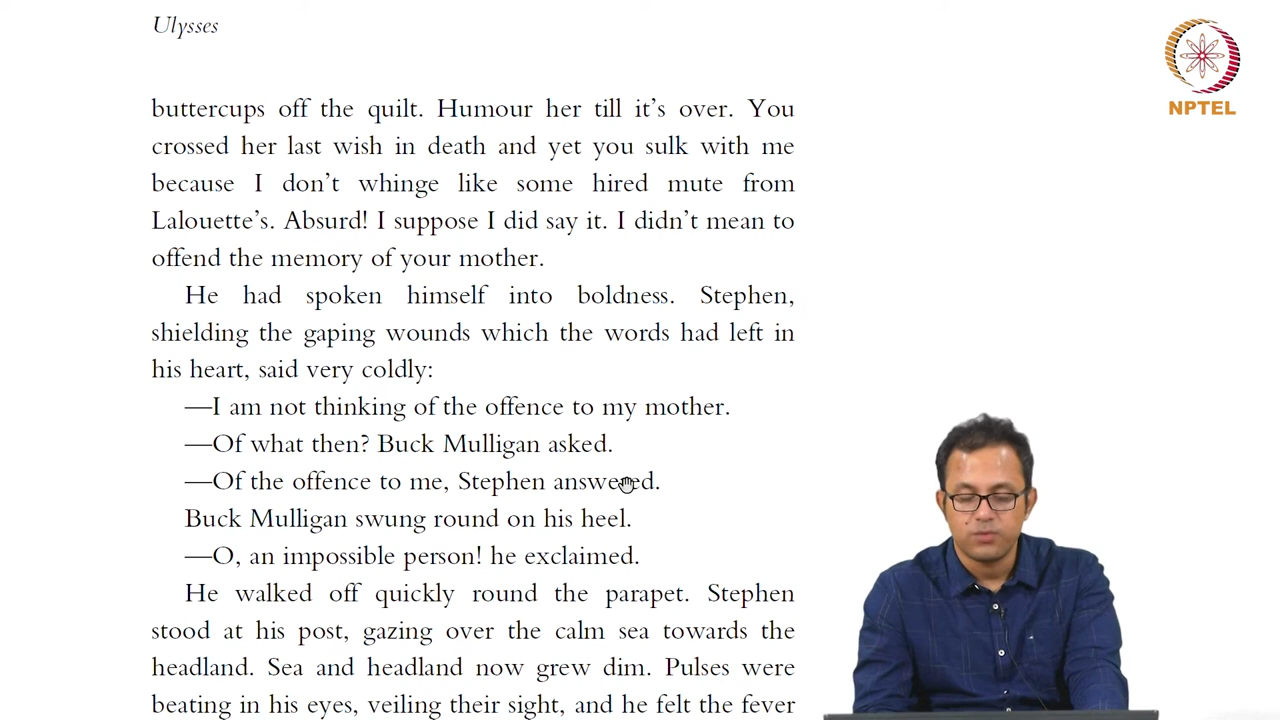 Ulysses
NPTEL
buttercups off the quilt. Humour her till it's over. You
crossed her last wish in death and yet you sulk with me
because I don't whinge like some hired mute from
Lalouette's. Absurd! I suppose I did say it. I didn't mean to
offend the memory of your mother.
He had spoken himself into boldness. Stephen,
shielding the gaping wounds which the words had left in
his heart, said very coldly:
—I am not thinking of the offence to my mother.
—Of what then? Buck Mulligan asked.
—Of the offence to me, Stephen answered.
Buck Mulligan swung round on his heel.
—O, an impossible person! he exclaimed.
He walked off quickly round the parapet. Stephen
stood at his post, gazing over the calm sea towards the
headland. Sea and headland now grew dim. Pulses were
beating in his eyes, veiling their sight, and he felt the fever